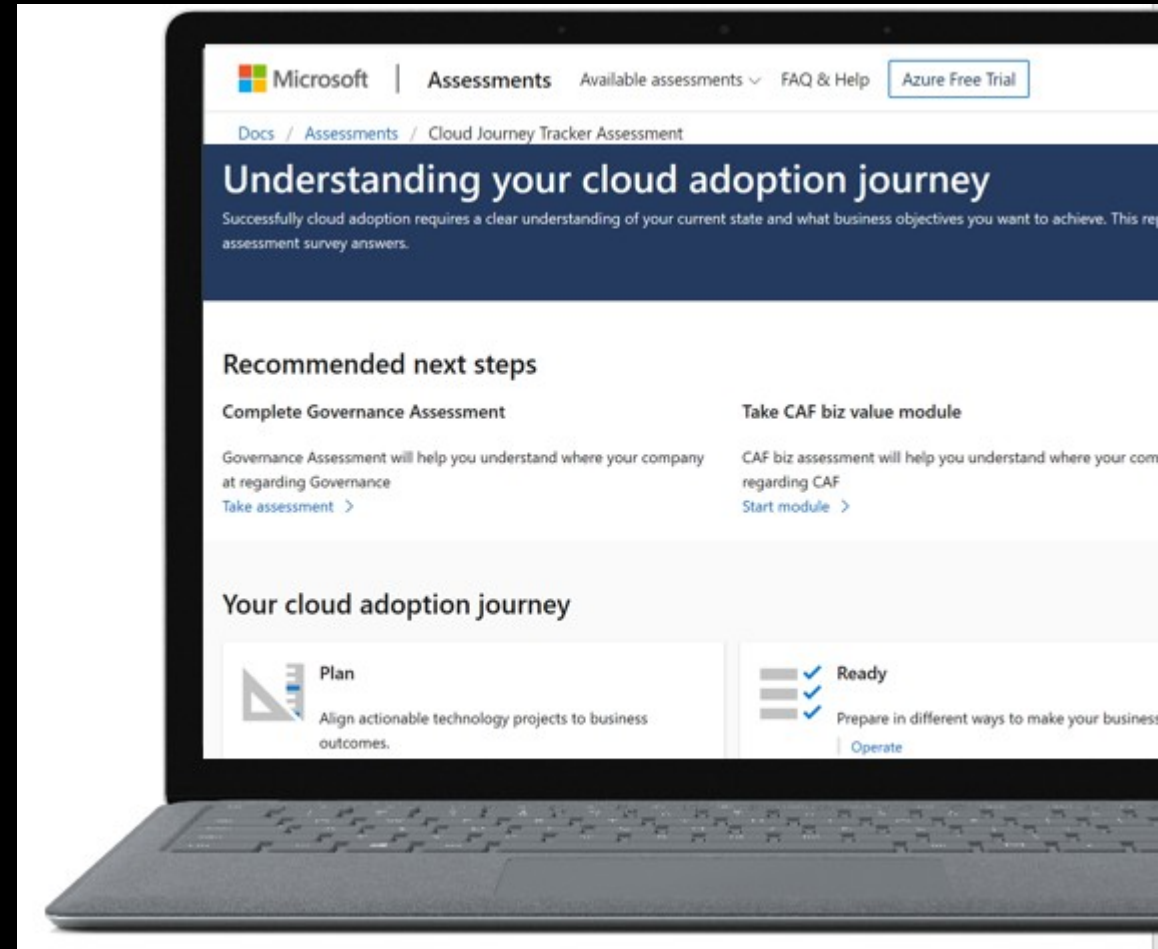 Microsoft | Assessments Available assessments FAQ & Help Azure Free Trial
Docs / Assessments / Cloud Journey Tracker Assessment
Understanding your cloud adoption journey
Successfully cloud adoption requires a clear understanding of your current state and what business objectives you want to achieve. This rep
assessment survey answers.
Recommended next steps
Complete Governance Assessment
Governance Assessment will help you understand where your company
at regarding Governance
Take assessment >
Take CAF biz value module
CAF biz assessment will help you understand where your com
regarding CAF
Start module >
Your cloud adoption journey
Plan
Align actionable technology projects to business
outcomes.
Ready
Prepare in different ways to make your business
Operate